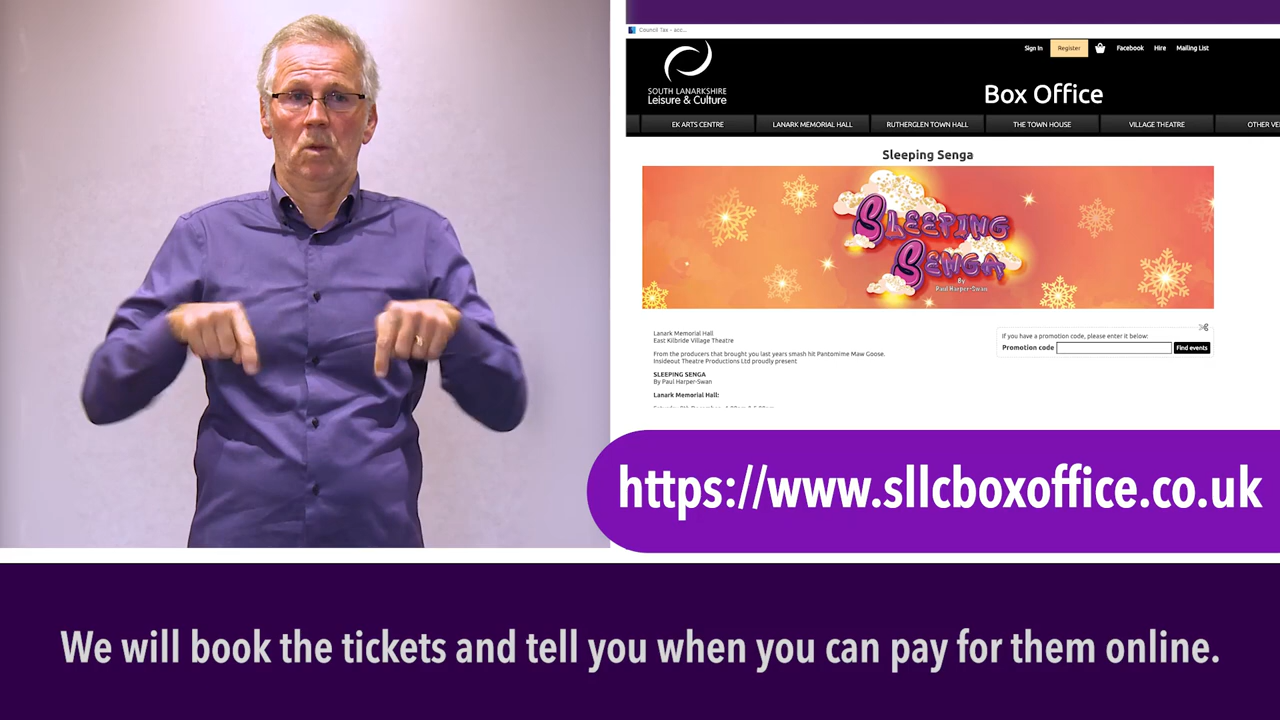 Council Tax - acc...
Sign In Register Facebook Hire Mailing List
SOUTH LANARKSHIRE
Leisure & Culture
Box Office
EK ARTS CENTRE LANARK MEMORIAL HALL RUTHERGLEN TOWN HALL THE TOWN HOUSE VILLAGE THEATRE OTHER VE
Sleeping Senga
SLEEPING
SENGA
By
Paul Harper-Swan
Lanark Memorial Hall
East Kilbride Village Theatre
If you have a promotion code, please enter it below:
Promotion code Find events
From the producers that brought you last years smash hit Pantomime Maw Goose.
Insideout Theatre Productions Ltd proudly present
SLEEPING SENGA
By Paul Harper-Swan
Lanark Memorial Hall:
https://www.sllcboxoffice.co.uk
We will book the tickets and tell you when you can pay for them online.